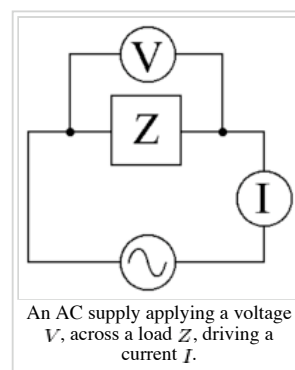 V
Z
I
An AC supply applying a voltage
V, across a load Z, driving a
current I.